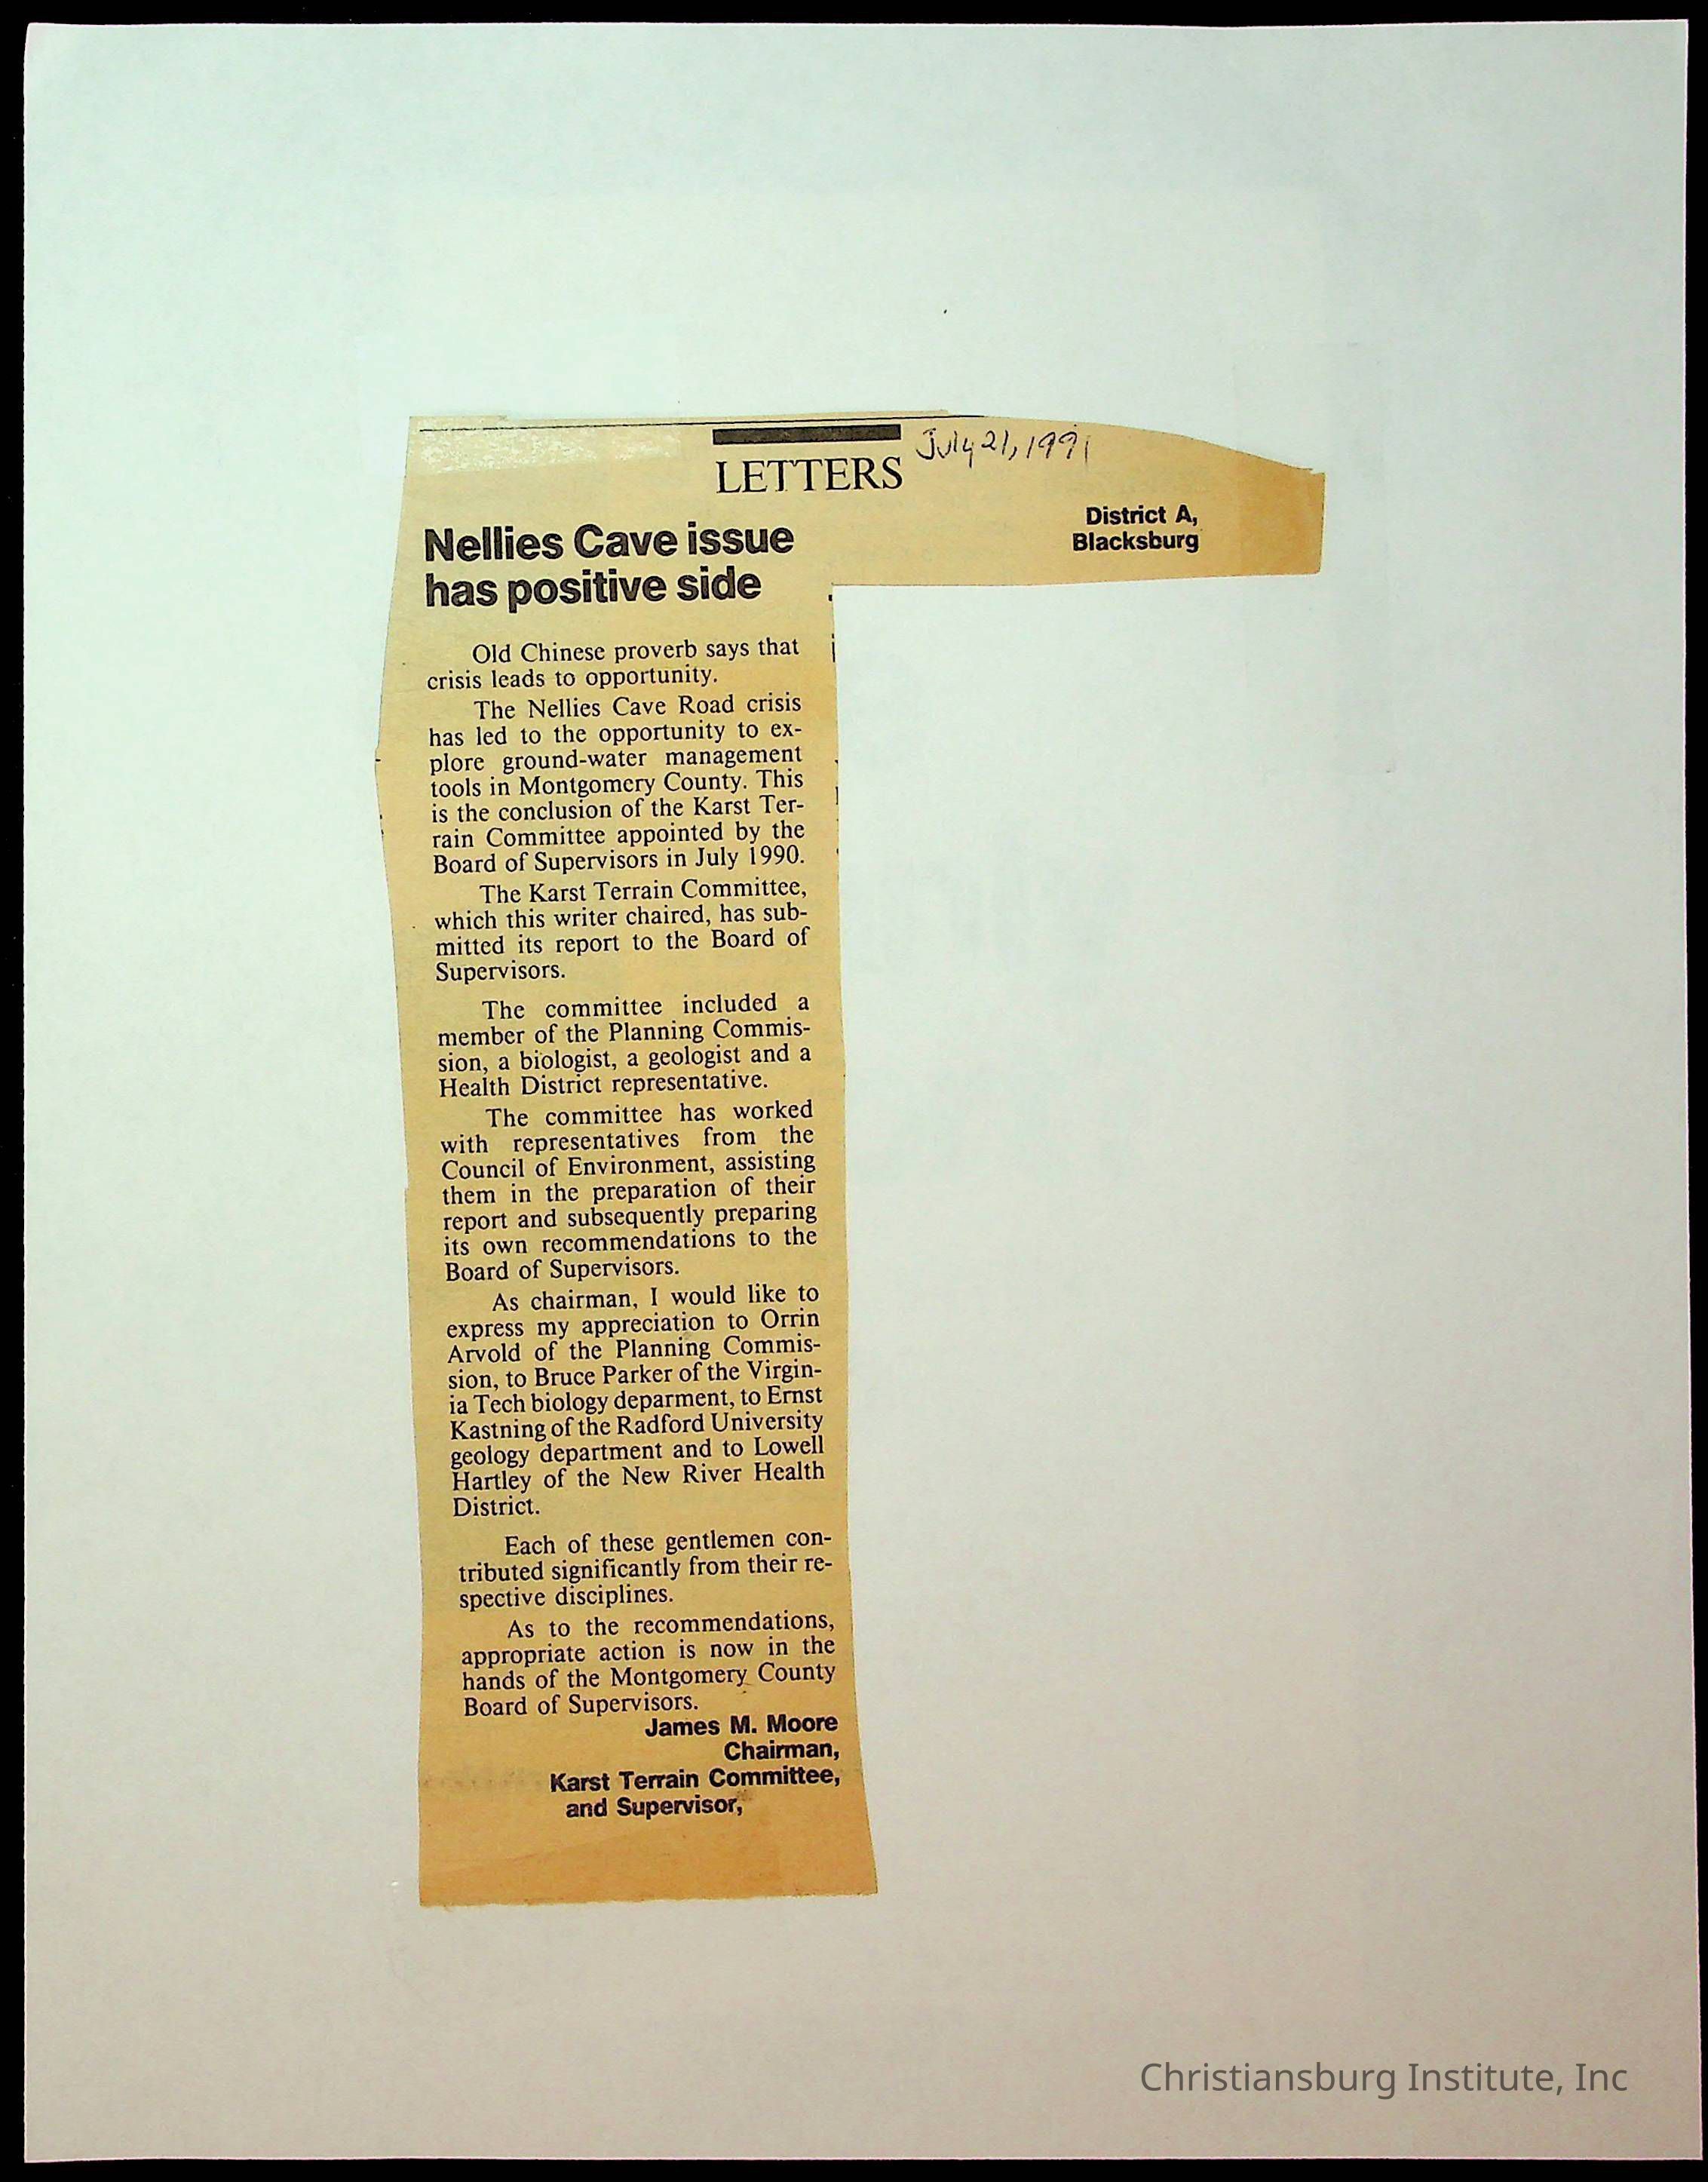 July 21, 1991
LETTERS
Nellies Cave issue
has positive side
Old Chinese proverb says that
crisis leads to opportunity.
The Nellies Cave Road crisis
has led to the opportunity to ex-
plore ground-water management
tools in Montgomery County. This
is the conclusion of the Karst Ter-
rain Committee appointed by the
Board of Supervisors in July 1990.
The Karst Terrain Committee,
which this writer chaired, has sub-
mitted its report to the Board of
Supervisors.
The committee included a
member of the Planning Commis-
sion, a biologist, a geologist and a
Health District representative.
The committee has worked
with representatives from the
Council of Environment, assisting
them in the preparation of their
report and subsequently preparing
its own recommendations to the
Board of Supervisors.
As chairman, I would like to
express my appreciation to Orrin
Arvold of the Planning Commis-
sion, to Bruce Parker of the Virgin-
ia Tech biology deparment, to Ernst
Kastning of the Radford University
geology department and to Lowell
Hartley of the New River Health
District.
Each of these gentlemen con-
tributed significantly from their re-
spective disciplines.
As to the recommendations,
appropriate action is now in the
hands of the Montgomery County
Board of Supervisors.
James M. Moore
Chairman,
Karst Terrain Committee,
and Supervisor,
District A,
Blacksburg
Christiansburg Institute, Inc